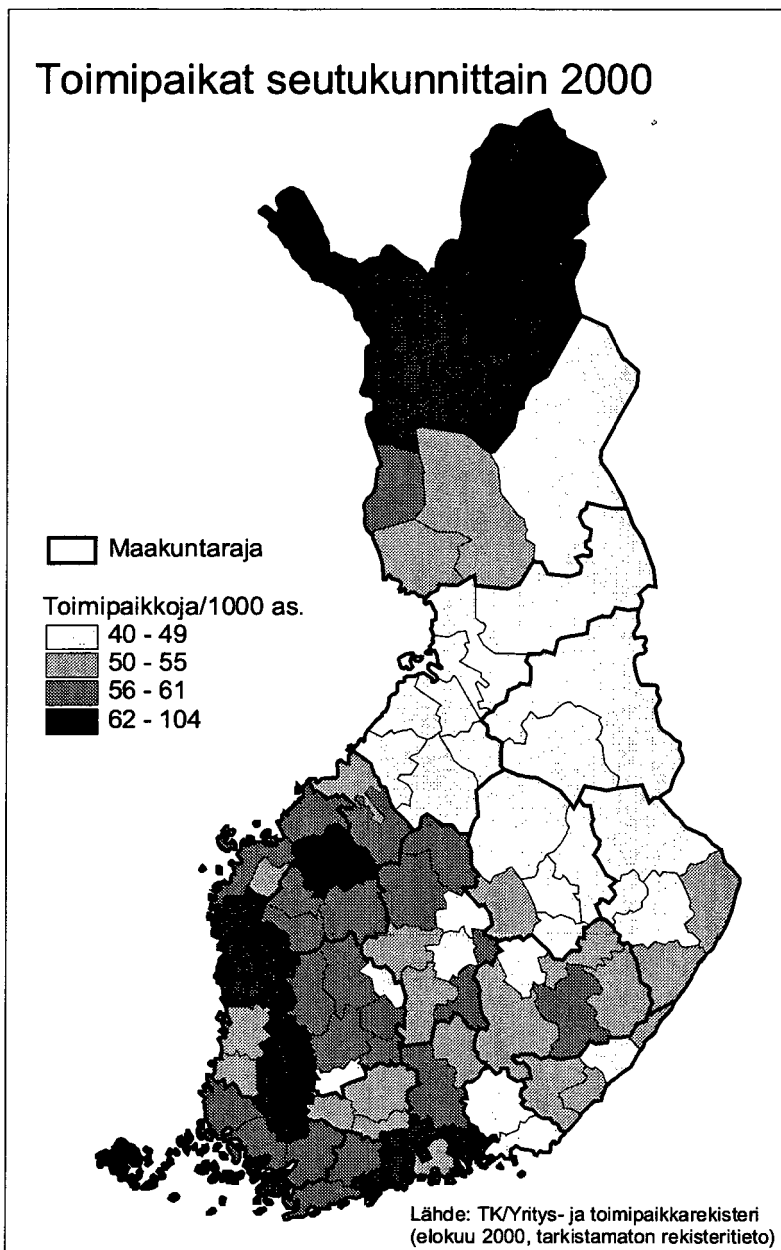 Toimipaikat seutukunnittain 2000
Maakuntaraja
Toimipaikkoja/1000 as.
40 - 49
50 - 55
56 - 61
62 - 104
Lähde: TK/Yritys- ja toimipaikkarekisteri
(elokuu 2000, tarkistamaton rekisteritieto)